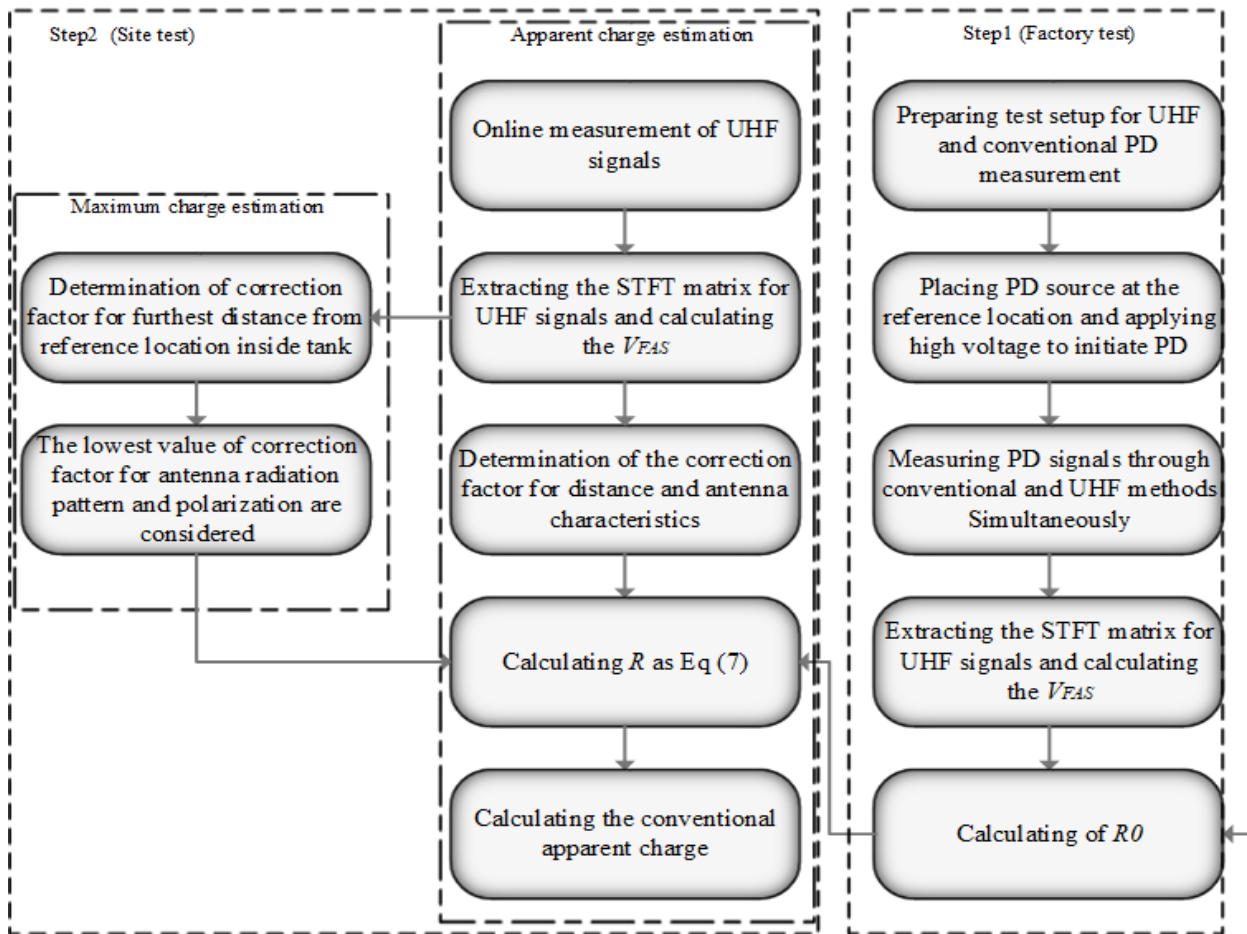 Step2 (Site test)
Maximum charge estimation
Determination of correction
factor for furthest distance from
reference location inside tank
The lowest value of correction
factor for antenna radiation
pattern and polarization are
considered
Apparent charge estimation
Online measurement of UHF
signals
Extracting the STFT matrix for
UHF signals and calculating
the VFAS
Determination of the correction
factor for distance and antenna
characteristics
Calculating R as Eq (7)
Calculating the conventional
apparent charge
Step1 (Factory test)
Preparing test setup for UHF
and conventional PD
measurement
Placing PD source at the
reference location and applying
high voltage to initiate PD
Measuring PD signals through
conventional and UHF methods
Simultaneously
Extracting the STFT matrix for
UHF signals and calculating
the VFAS
Calculating of R0